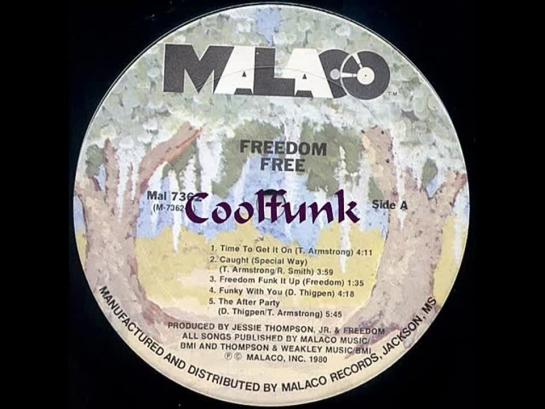 MALACO
TM
FREEDOM
FREE
Mal 736
(M-7362
Coolfunk
Side A
1. Time To Get It On (T. Armstrong) 4:11
2. Caught (Special Way)
(T. Armstrong/R. Smith) 3:59
3. Freedom Funk It Up (Freedom) 1:35
4. Funky With You (D. Thigpen) 4:18
5. The After Party
(D. Thigpen/T. Armstrong) 5:45
PRODUCED BY JESSIE THOMPSON, JR. & FREEDOM
ALL SONGS PUBLISHED BY MALACO MUSIC/
BMI AND THOMPSON & WEAKLEY MUSIC/BMI
℗ © MALACO, INC. 1980
MANUFACTURED AND DISTRIBUTED BY MALACO RECORDS, JACKSON, MS